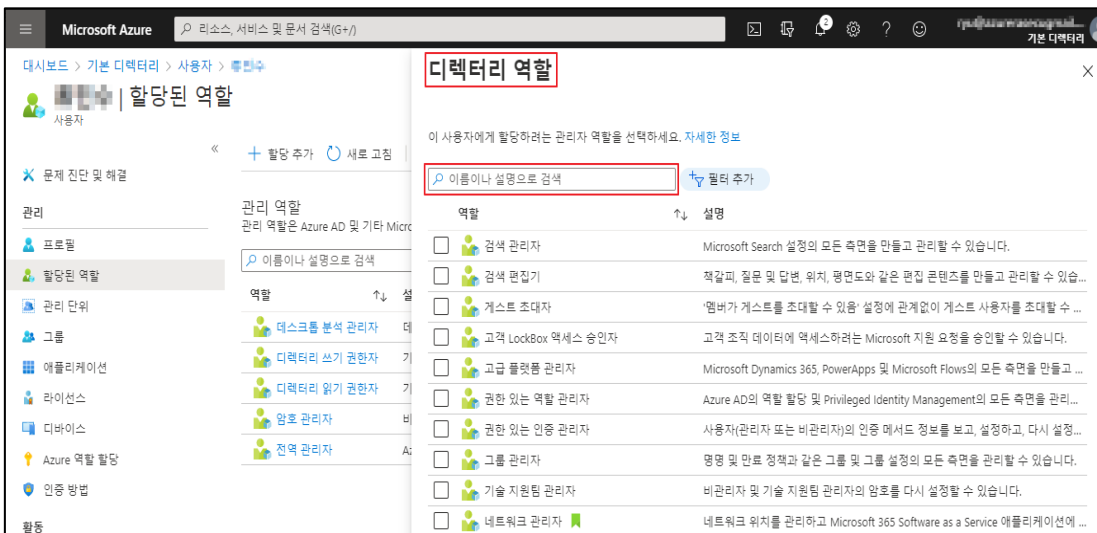 Microsoft Azure
리소스, 서비스 및 문서 검색(G+/)
2
기본 디렉터리
대시보드 > 기본 디렉터리 > 사용자 >
| 할당된 역할
사용자
«
문제 진단 및 해결
관리
프로필
할당된 역할
관리 단위
그룹
애플리케이션
라이선스
디바이스
Azure 역할 할당
인증 방법
활동
+ 할당 추가 새로 고침
관리 역할
관리 역할은 Azure AD 및 기타 Micro
이름이나 설명으로 검색
역할 ↑↓ 설
데스크톱 분석 관리자 데
디렉터리 쓰기 권한자 기
디렉터리 읽기 권한자 기
암호 관리자 비
전역 관리자 Az
디렉터리 역할
이 사용자에게 할당하려는 관리자 역할을 선택하세요. 자세한 정보
이름이나 설명으로 검색 필터 추가
역할 ↑↓ 설명
검색 관리자 Microsoft Search 설정의 모든 측면을 만들고 관리할 수 있습니다.
검색 편집기 책갈피, 질문 및 답변, 위치, 평면도와 같은 편집 콘텐츠를 만들고 관리할 수 있습...
게스트 초대자 '멤버가 게스트를 초대할 수 있음' 설정에 관계없이 게스트 사용자를 초대할 수 ...
고객 LockBox 액세스 승인자 고객 조직 데이터에 액세스하려는 Microsoft 지원 요청을 승인할 수 있습니다.
고급 플랫폼 관리자 Microsoft Dynamics 365, PowerApps 및 Microsoft Flows의 모든 측면을 만들고 ...
권한 있는 역할 관리자 Azure AD의 역할 할당 및 Privileged Identity Management의 모든 측면을 관리...
권한 있는 인증 관리자 사용자(관리자 또는 비관리자)의 인증 메서드 정보를 보고, 설정하고, 다시 설정...
그룹 관리자 명명 및 만료 정책과 같은 그룹 및 그룹 설정의 모든 측면을 관리할 수 있습니다.
기술 지원팀 관리자 비관리자 및 기술 지원팀 관리자의 암호를 다시 설정할 수 있습니다.
네트워크 관리자 네트워크 위치를 관리하고 Microsoft 365 Software as a Service 애플리케이션에 ...